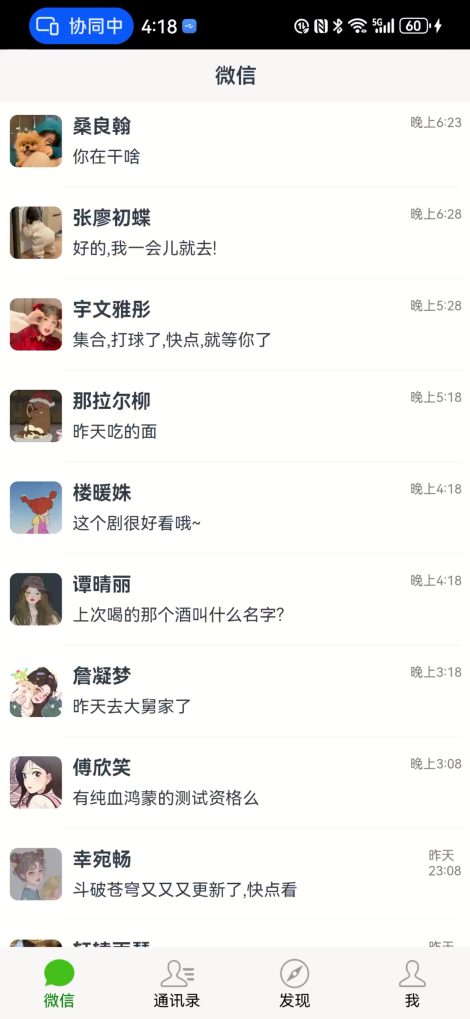 协同中 4:18 5G 60
微信
桑良翰 晚上6:23
你在干啥
张廖初蝶 晚上6:28
好的,我一会儿就去!
宇文雅彤 晚上5:28
集合,打球了,快点,就等你了
那拉尔柳 晚上5:18
昨天吃的面
楼暖姝 晚上4:18
这个剧很好看哦~
谭晴丽 晚上4:18
上次喝的那个酒叫什么名字?
詹凝梦 晚上3:18
昨天去大舅家了
傅欣笑 晚上3:08
有纯血鸿蒙的测试资格么
幸宛畅 昨天
23:08
斗破苍穹又又又更新了,快点看
昨天
微信 通讯录 发现 我